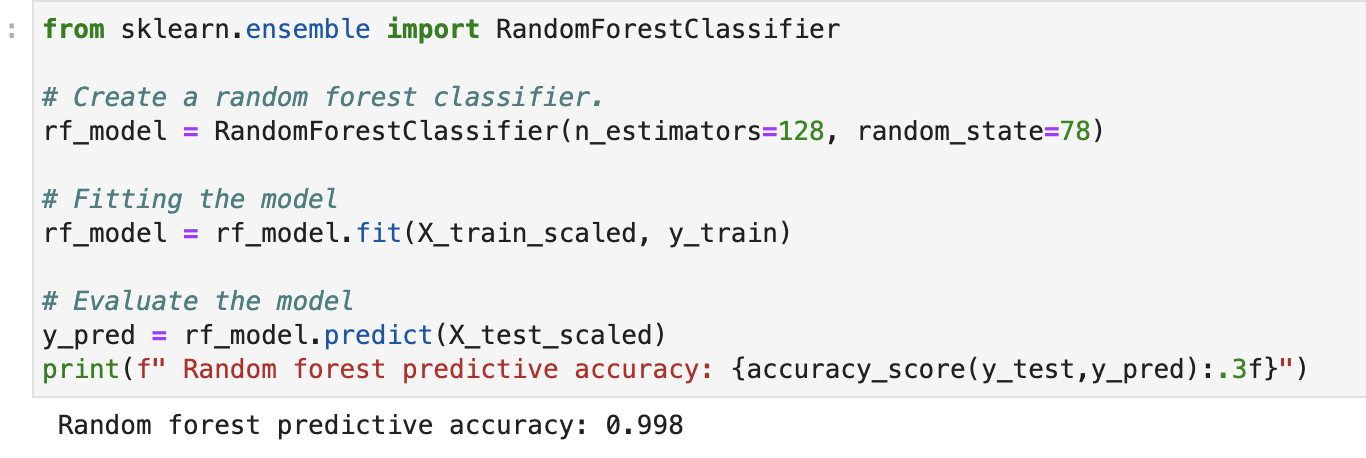 : from sklearn.ensemble import RandomForestClassifier
# Create a random forest classifier.
rf_model = RandomForestClassifier(n_estimators=128, random_state=78)
# Fitting the model
rf_model = rf_model.fit(X_train_scaled, y_train)
# Evaluate the model
y_pred = rf_model.predict(X_test_scaled)
print(f" Random forest predictive accuracy: {accuracy_score(y_test,y_pred):.3f}")
Random forest predictive accuracy: 0.998